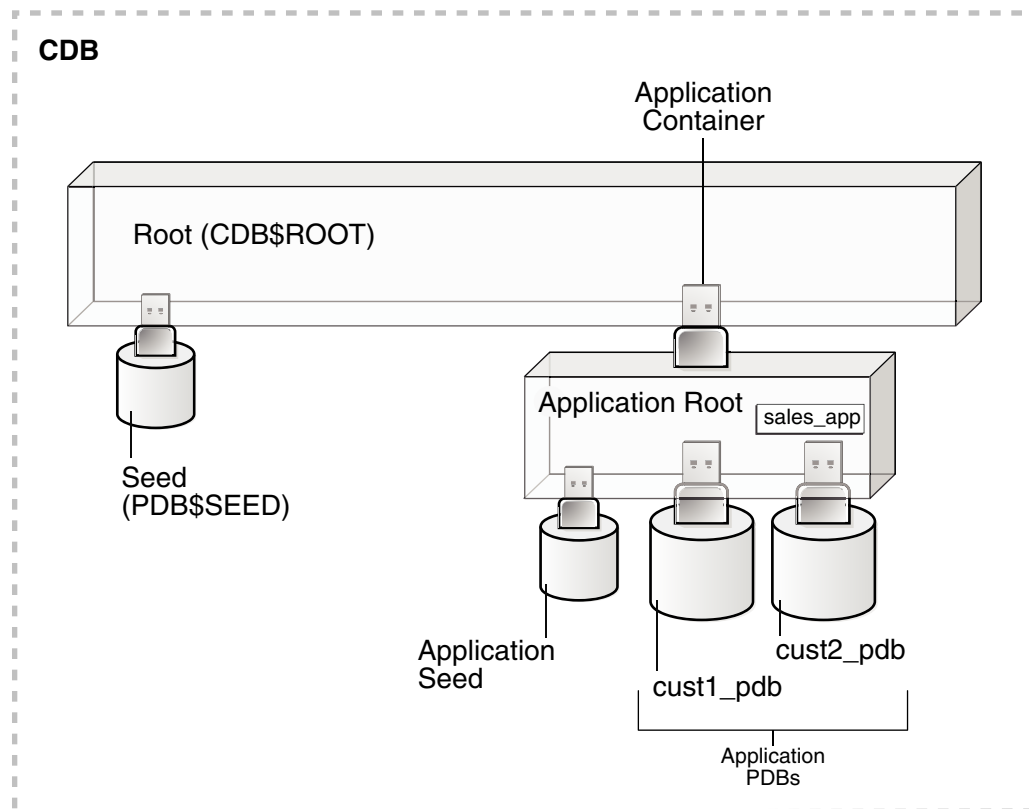 CDB
Application
Container
Root (CDB$ROOT)
Application Root
sales_app
Seed
(PDB$SEED)
Application
Seed
cust1_pdb
cust2_pdb
Application
PDBs